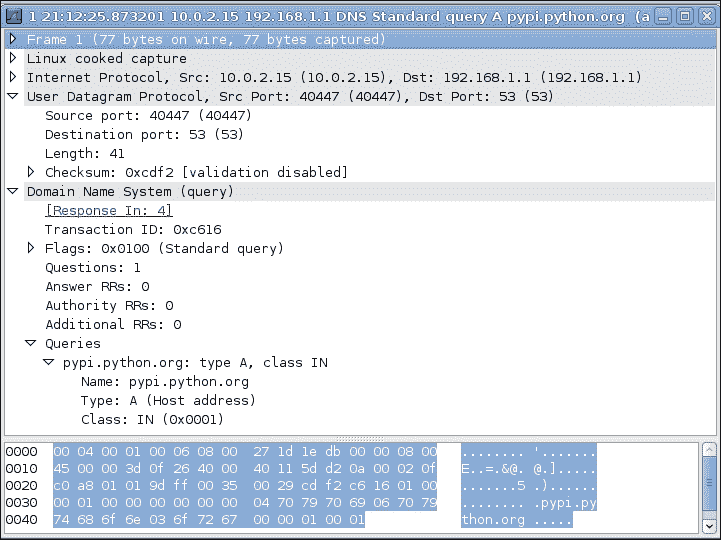 1 21:12:25.873201 10.0.2.15 192.168.1.1 DNS Standard query A pypi.python.org (a
Frame 1 (77 bytes on wire, 77 bytes captured)
Linux cooked capture
Internet Protocol, Src: 10.0.2.15 (10.0.2.15), Dst: 192.168.1.1 (192.168.1.1)
User Datagram Protocol, Src Port: 40447 (40447), Dst Port: 53 (53)
Source port: 40447 (40447)
Destination port: 53 (53)
Length: 41
Checksum: 0xcdf2 [validation disabled]
Domain Name System (query)
[Response In: 4]
Transaction ID: 0xc616
Flags: 0x0100 (Standard query)
Questions: 1
Answer RRs: 0
Authority RRs: 0
Additional RRs: 0
Queries
pypi.python.org: type A, class IN
Name: pypi.python.org
Type: A (Host address)
Class: IN (0x0001)
0000 00 04 00 01 00 06 08 00 27 1d 1e db 00 00 08 00 ........ '.......
0010 45 00 00 3d 0f 26 40 00 40 11 5d d2 0a 00 02 0f E..=.&@. @.].....
0020 c0 a8 01 01 9d ff 00 35 00 29 cd f2 c6 16 01 00 .......5 .)......
0030 00 01 00 00 00 00 00 00 04 70 79 70 69 06 70 79 ........ .pypi.py
0040 74 68 6f 6e 03 6f 72 67 00 00 01 00 01 thon.org .....